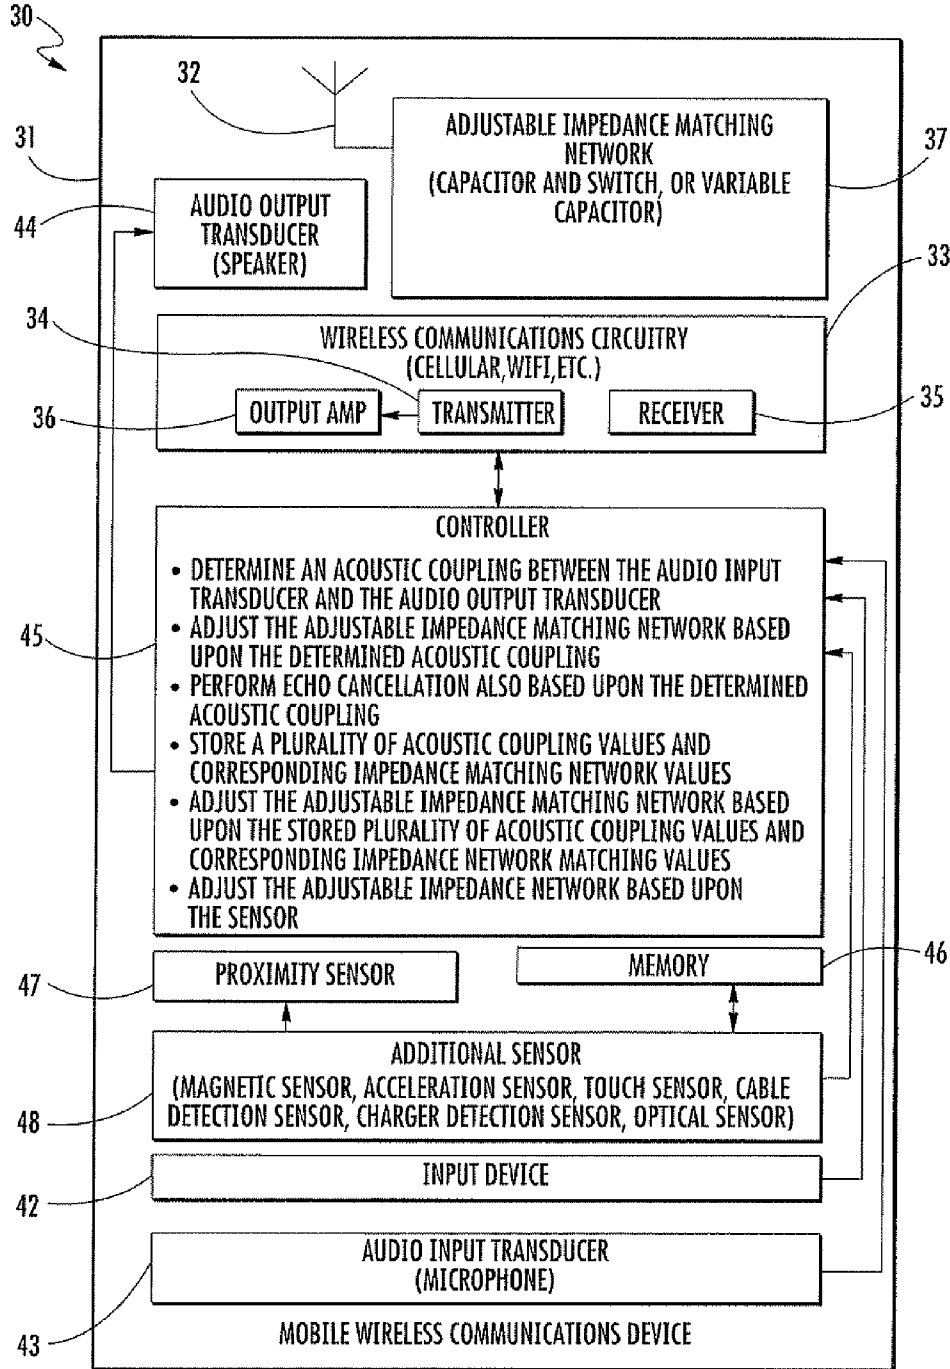 30
32
31
ADJUSTABLE IMPEDANCE MATCHING
NETWORK
(CAPACITOR AND SWITCH, OR VARIABLE
CAPACITOR)
37
44
AUDIO OUTPUT
TRANSDUCER
(SPEAKER)
33
34
WIRELESS COMMUNICATIONS CIRCUITRY
(CELLULAR,WIFI,ETC.)
36
OUTPUT AMP
TRANSMITTER
RECEIVER
35
CONTROLLER
• DETERMINE AN ACOUSTIC COUPLING BETWEEN THE AUDIO INPUT
TRANSDUCER AND THE AUDIO OUTPUT TRANSDUCER
45
• ADJUST THE ADJUSTABLE IMPEDANCE MATCHING NETWORK BASED
UPON THE DETERMINED ACOUSTIC COUPLING
• PERFORM ECHO CANCELLATION ALSO BASED UPON THE DETERMINED
ACOUSTIC COUPLING
• STORE A PLURALITY OF ACOUSTIC COUPLING VALUES AND
CORRESPONDING IMPEDANCE MATCHING NETWORK VALUES
• ADJUST THE ADJUSTABLE IMPEDANCE MATCHING NETWORK BASED
UPON THE STORED PLURALITY OF ACOUSTIC COUPLING VALUES AND
CORRESPONDING IMPEDANCE NETWORK MATCHING VALUES
• ADJUST THE ADJUSTABLE IMPEDANCE NETWORK BASED UPON
THE SENSOR
47
PROXIMITY SENSOR
MEMORY
46
ADDITIONAL SENSOR
(MAGNETIC SENSOR, ACCELERATION SENSOR, TOUCH SENSOR, CABLE
DETECTION SENSOR, CHARGER DETECTION SENSOR, OPTICAL SENSOR)
48
INPUT DEVICE
42
AUDIO INPUT TRANSDUCER
(MICROPHONE)
43
MOBILE WIRELESS COMMUNICATIONS DEVICE